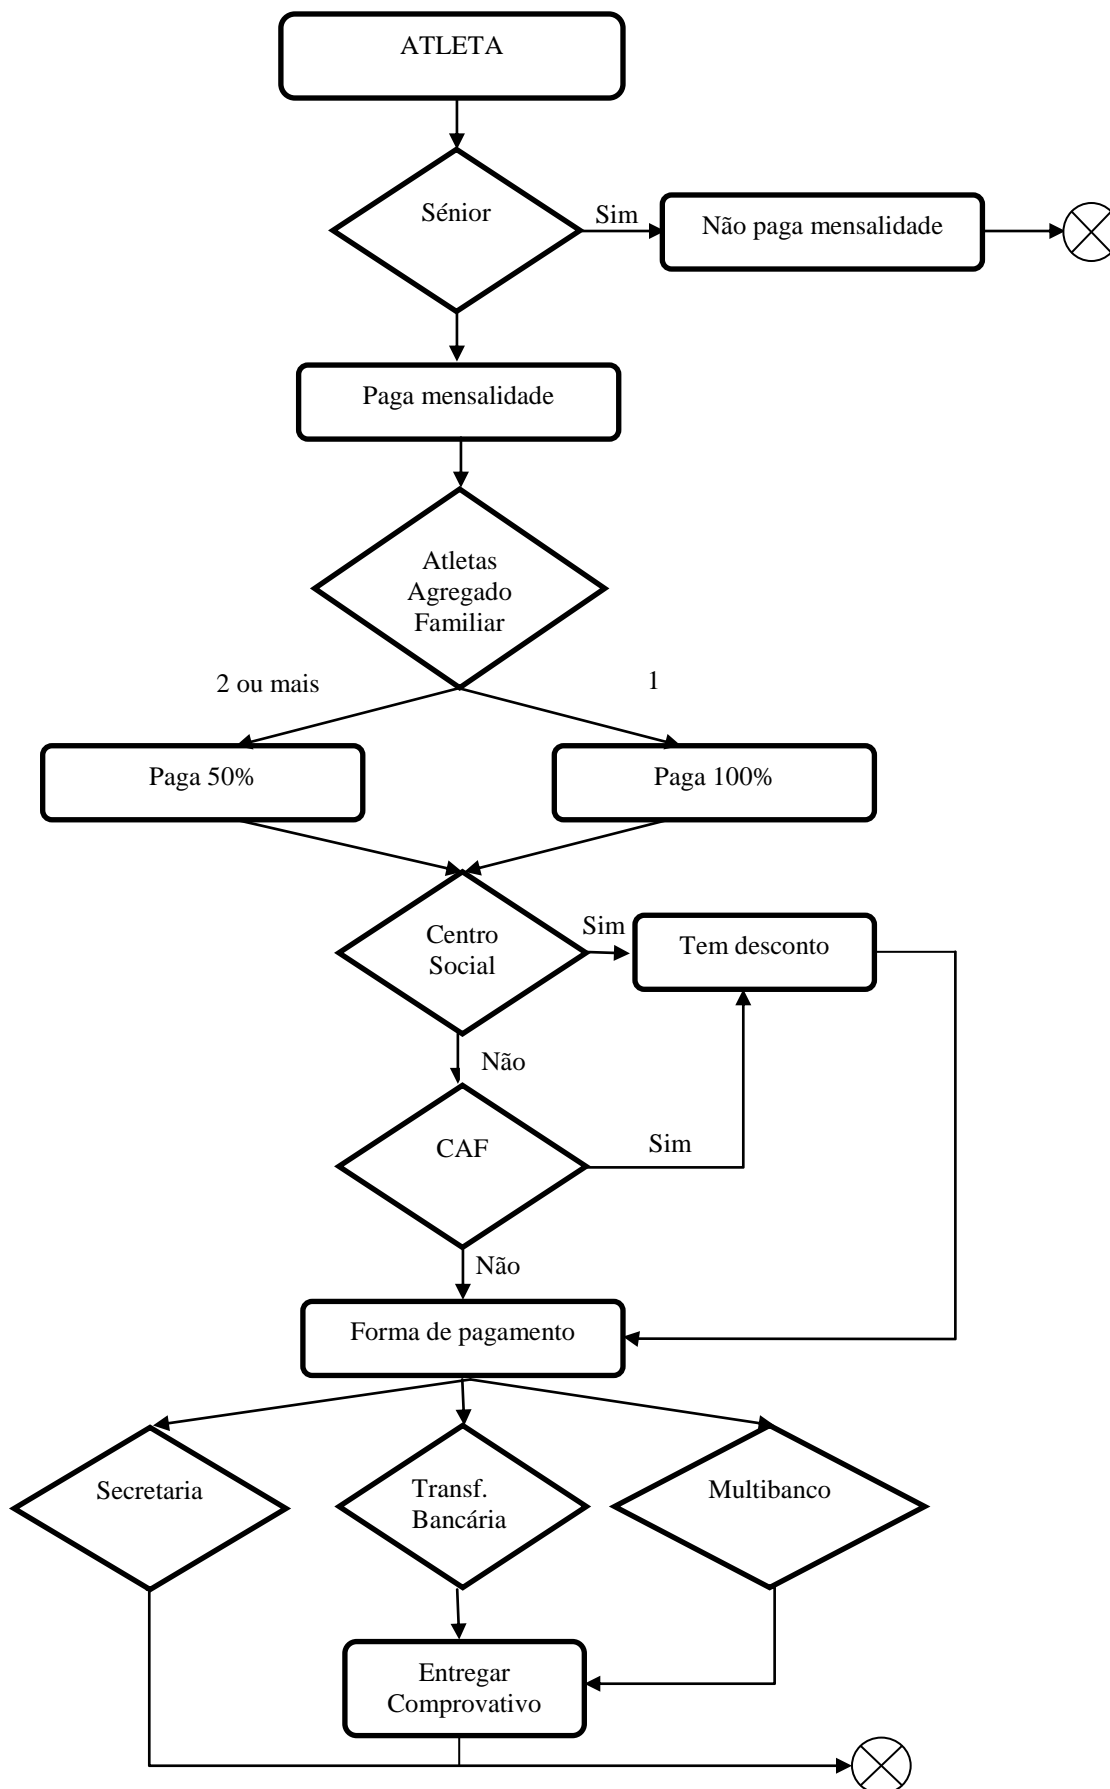 ATLETA
Sénior
Sim
Não paga mensalidade
Paga mensalidade
Atletas
Agregado
Familiar
2 ou mais
1
Paga 50%
Paga 100%
Centro
Social
Sim
Tem desconto
Não
CAF
Sim
Não
Forma de pagamento
Secretaria
Transf.
Bancária
Multibanco
Entregar
Comprovativo